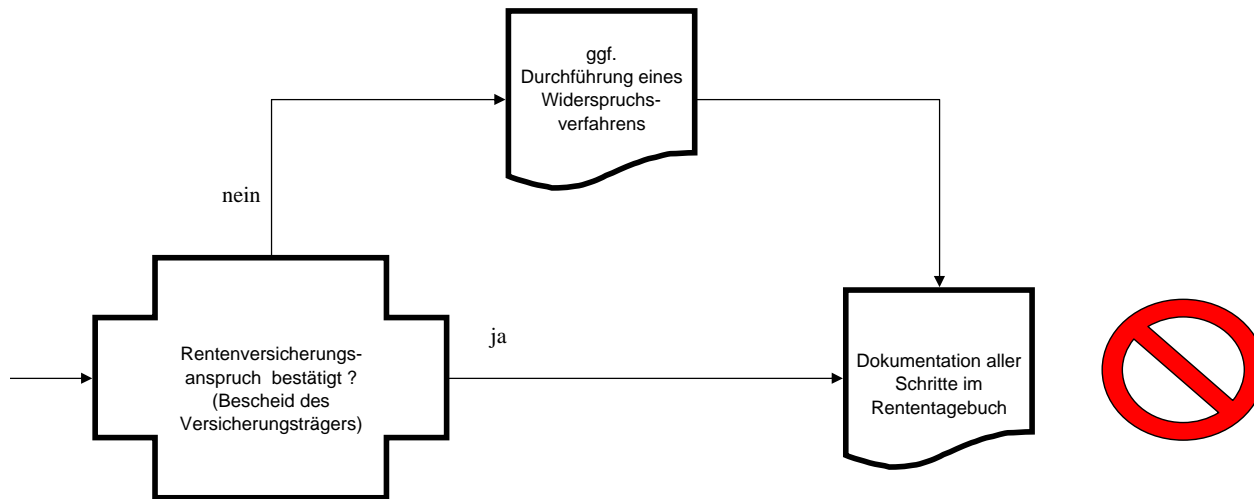 ggf.
Durchführung eines
Widerspruchs-
verfahrens
nein
ja
Rentenversicherungs-
anspruch bestätigt ?
(Bescheid des
Versicherungsträgers)
Dokumentation aller
Schritte im
Rententagebuch